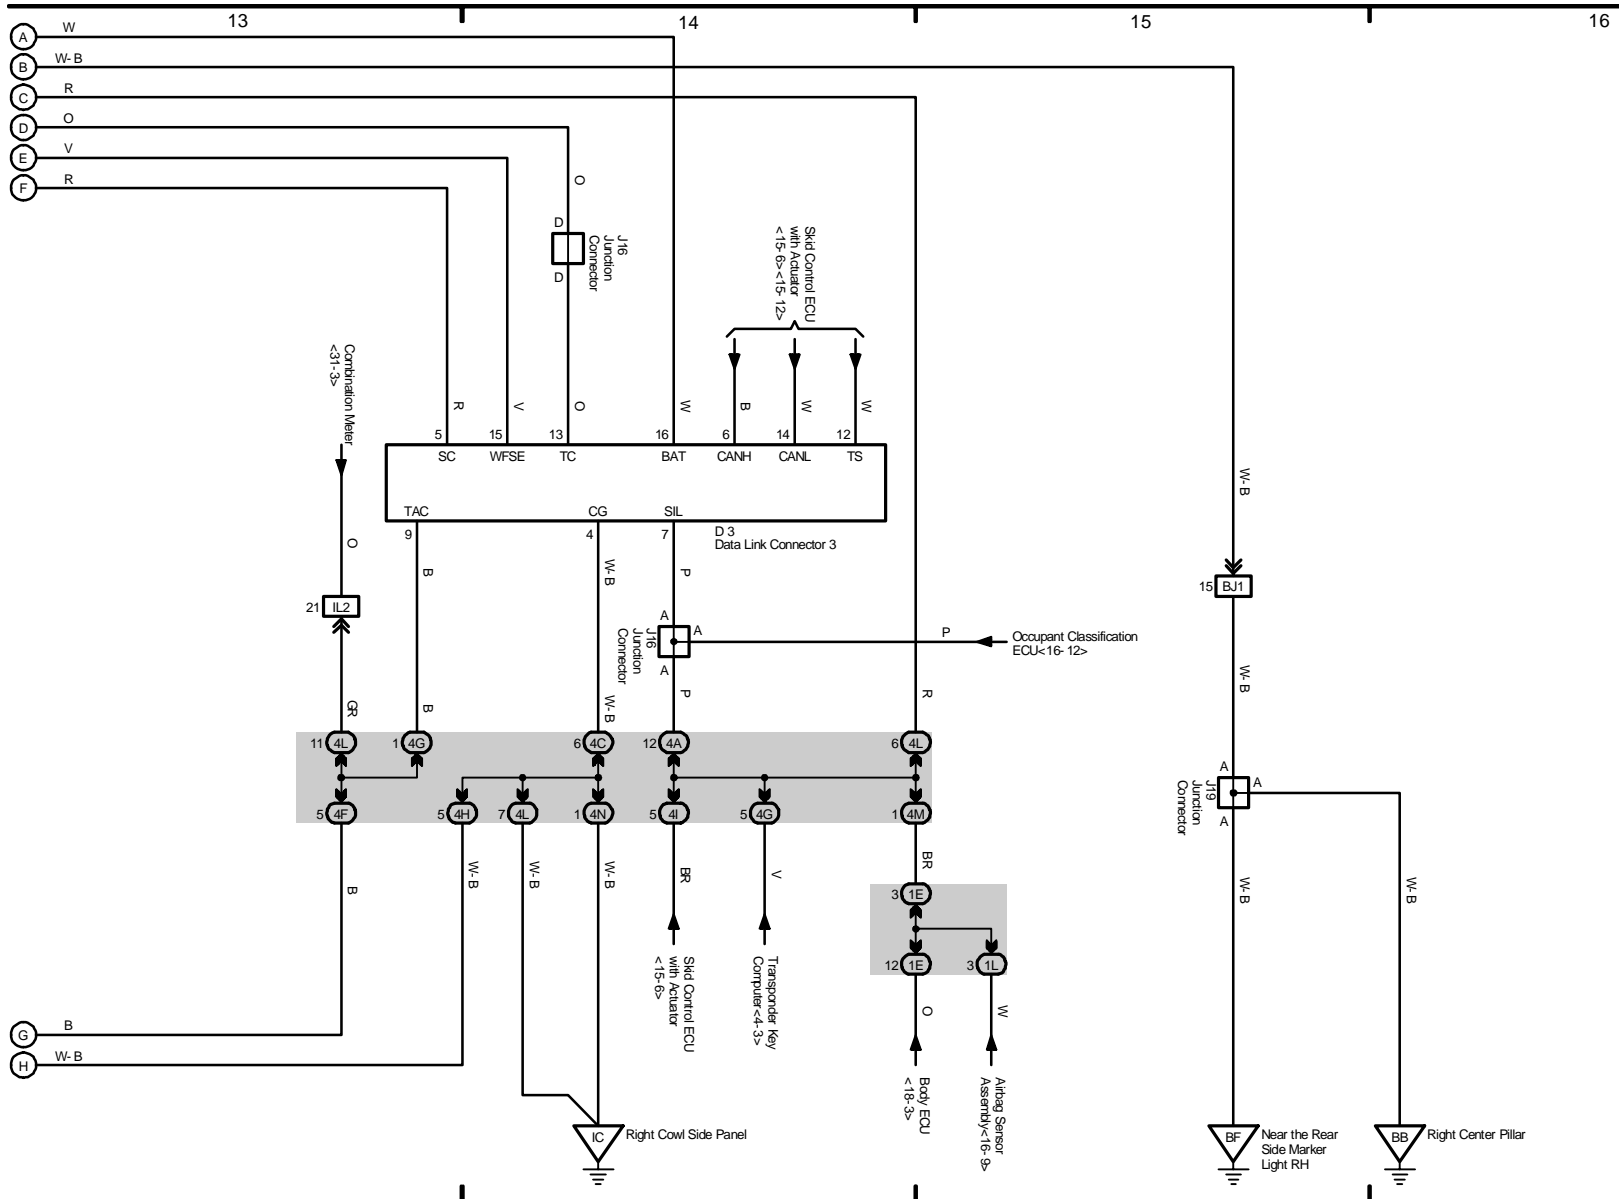 13
14
15
16
A
W
B
W-B
C
R
D
O
E
V
F
R
O
D
J16
Junction
Connector
D
Skid Control ECU
with Actuator
<15-6><15-12>
Combination Meter
<31-3>
R
V
O
W
B
W
W
5
15
13
16
6
14
12
SC
WFSE
TC
BAT
CANH
CANL
TS
TAC
CG
SIL
9
4
7
D 3
Data Link Connector 3
W-B
O
B
W-B
P
15
BJ1
21
IL2
A
A
J16
Junction
Connector
A
P
Occupant Classification
ECU<16-12>
W-B
GR
B
W-B
P
R
11
4L
1
4G
6
4C
12
4A
6
4L
5
4F
5
4H
7
4L
1
4N
5
4I
5
4G
1
4M
A
A
J19
Junction
Connector
A
B
W-B
W-B
W-B
BR
V
BR
W-B
W-B
3
1E
12
1E
3
1L
Skid Control ECU
with Actuator
<15-6>
Transponder Key
Computer<4-3>
O
W
G
B
H
W-B
Body ECU
<18-3>
Airbag Sensor
Assembly<16-9>
IC
Right Cowl Side Panel
BF
Near the Rear
Side Marker
Light RH
BB
Right Center Pillar